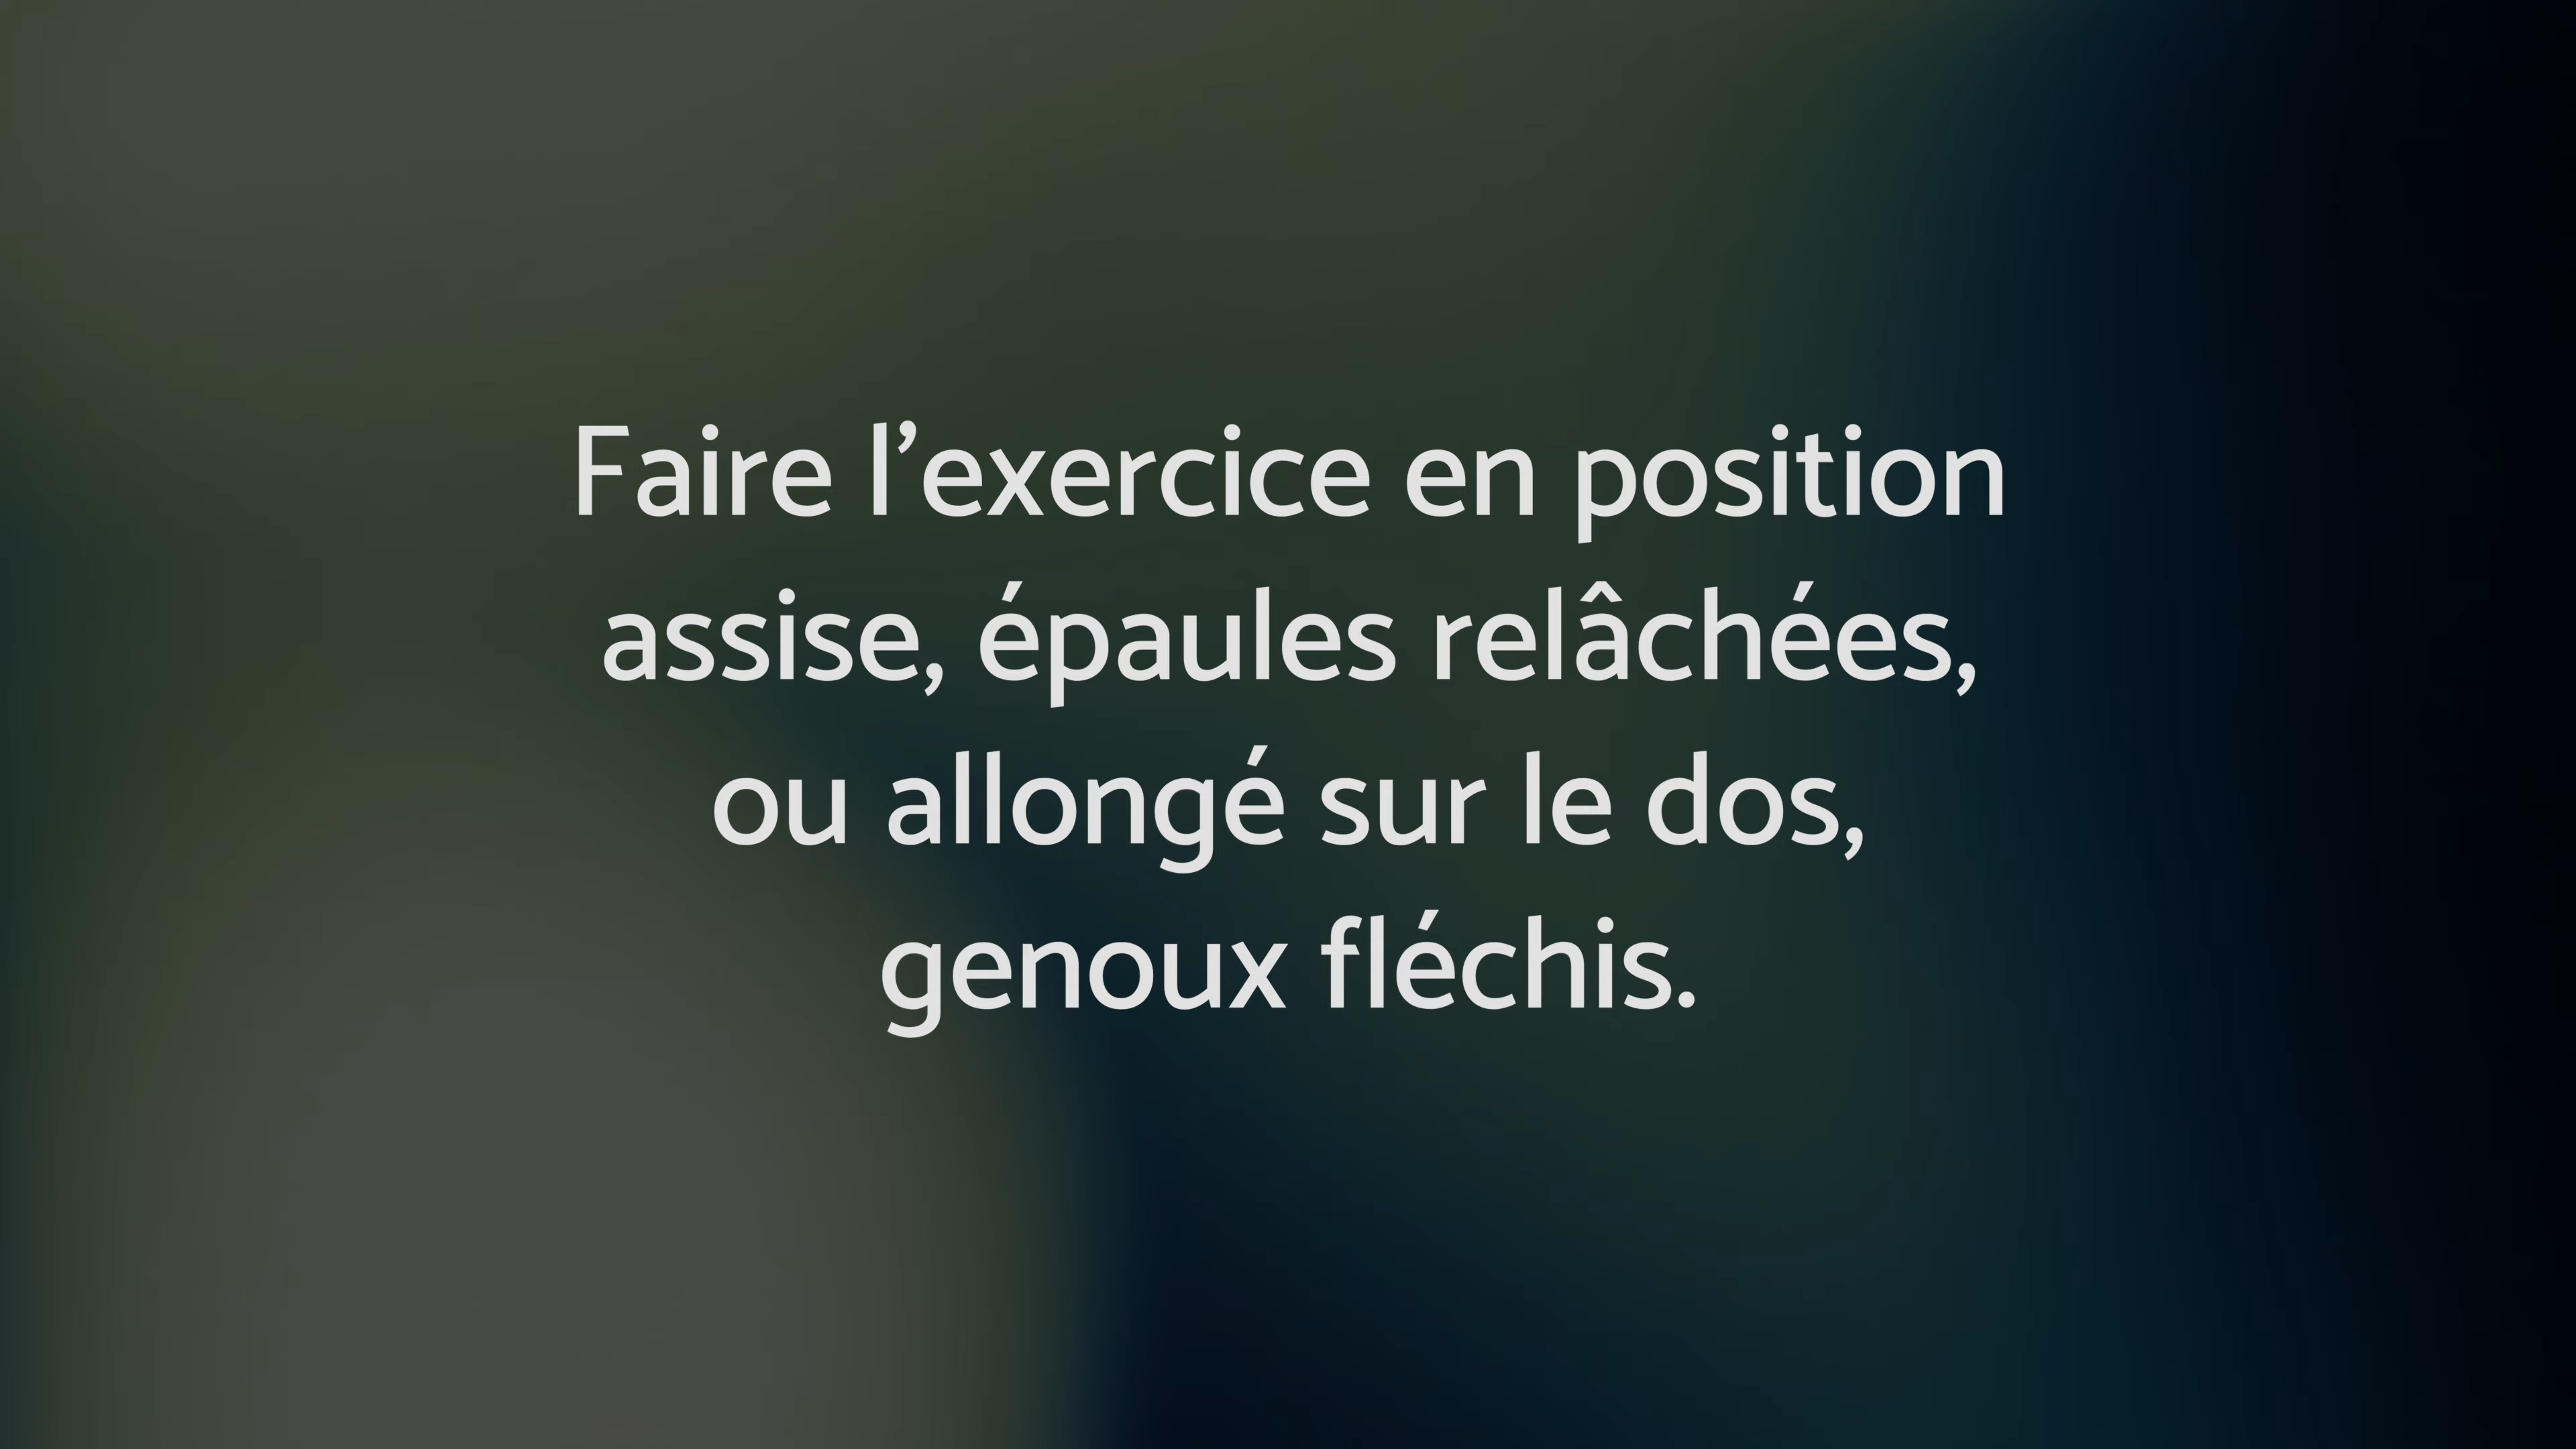 Faire l’exercice en position
assise, épaules relâchées,
ou allongé sur le dos,
genoux fléchis.